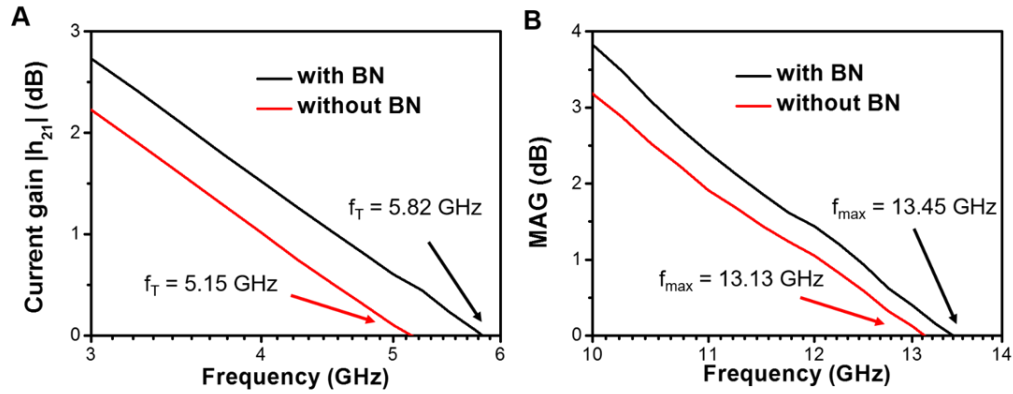 A
3
2
1
0
Current gain |h21| (dB)
with BN
without BN
fT = 5.82 GHz
fT = 5.15 GHz
3 4 5 6
Frequency (GHz)
B
4
3
2
1
0
MAG (dB)
with BN
without BN
fmax = 13.45 GHz
fmax = 13.13 GHz
10 11 12 13 14
Frequency (GHz)